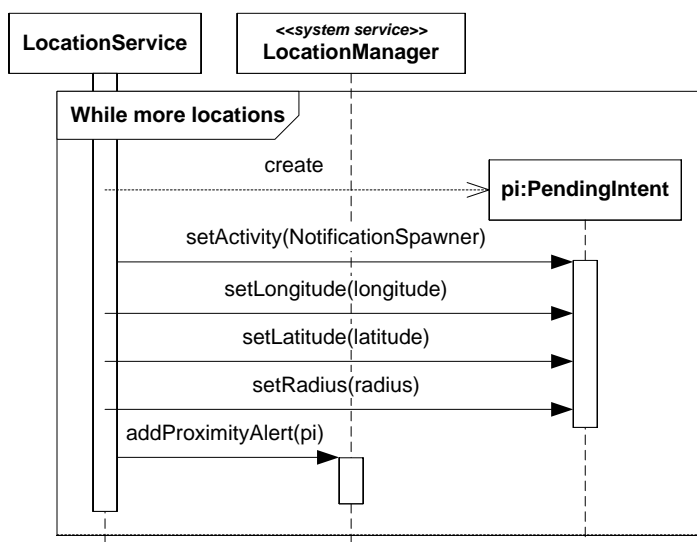 LocationService
<<system service>>
LocationManager
While more locations
create
pi:PendingIntent
setActivity(NotificationSpawner)
setLongitude(longitude)
setLatitude(latitude)
setRadius(radius)
addProximityAlert(pi)